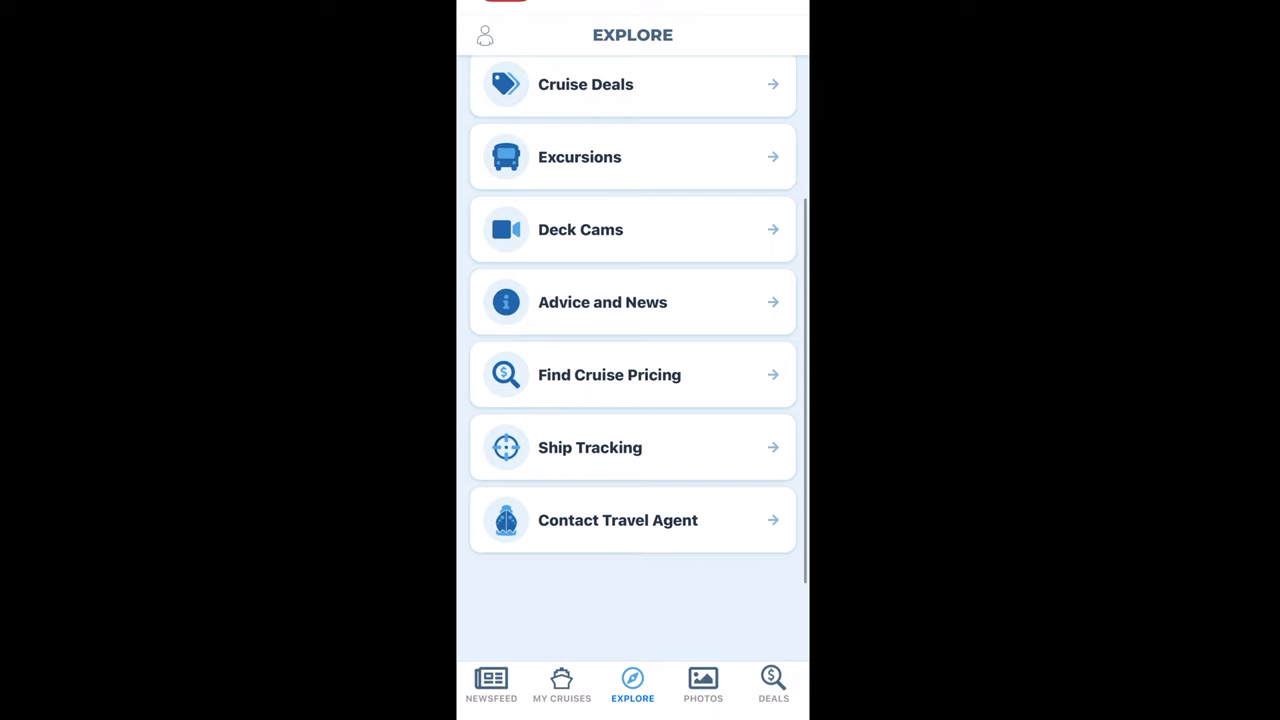 EXPLORE
Cruise Deals
Excursions
Deck Cams
Advice and News
Find Cruise Pricing
Ship Tracking
Contact Travel Agent
NEWSFEED MY CRUISES EXPLORE PHOTOS DEALS